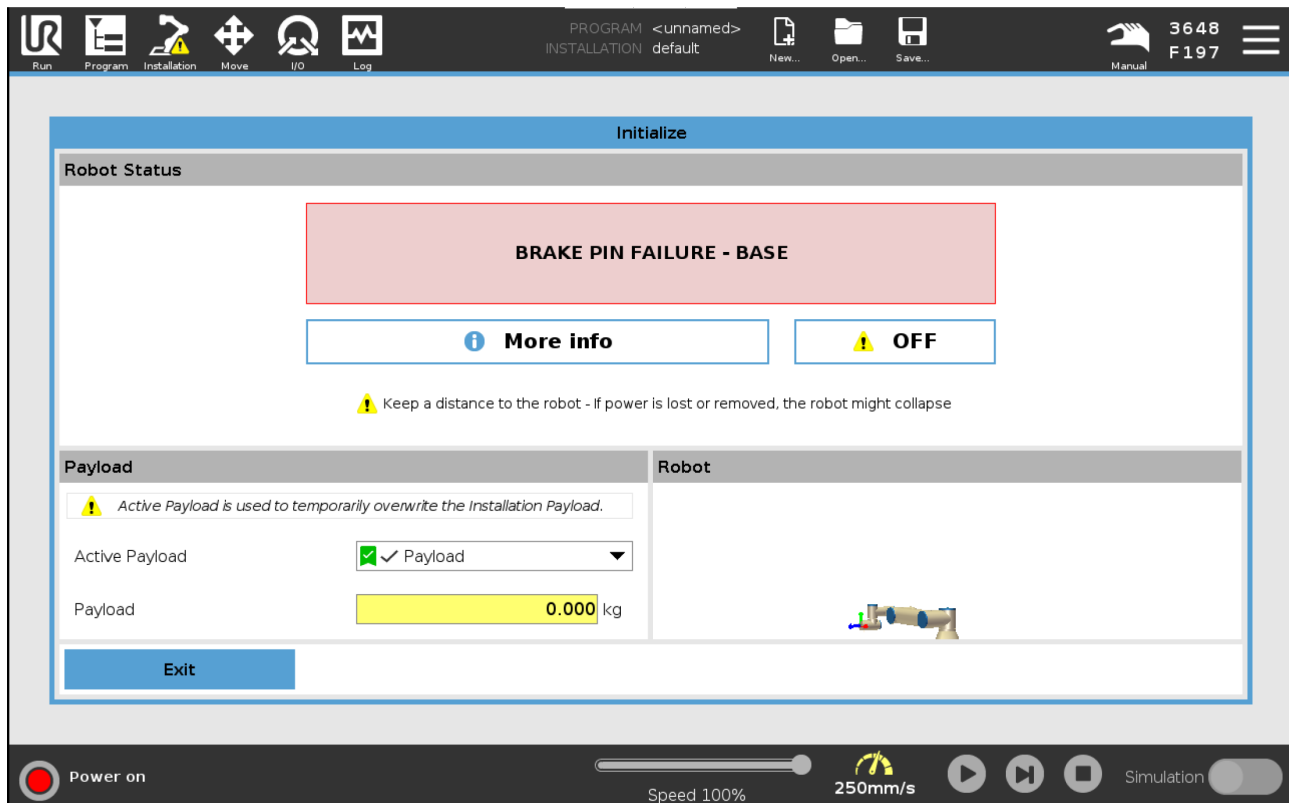 PROGRAM <unnamed>
INSTALLATION default
UR
Run
Program
Installation
Move
I/O
Log
New...
Open...
Save...
Manual
3648
F197
Initialize
Robot Status
BRAKE PIN FAILURE - BASE
More info
OFF
Keep a distance to the robot - If power is lost or removed, the robot might collapse
Payload
Robot
Active Payload is used to temporarily overwrite the Installation Payload.
Active Payload
Payload
Payload
0.000 kg
Exit
Power on
Speed 100%
250mm/s
Simulation